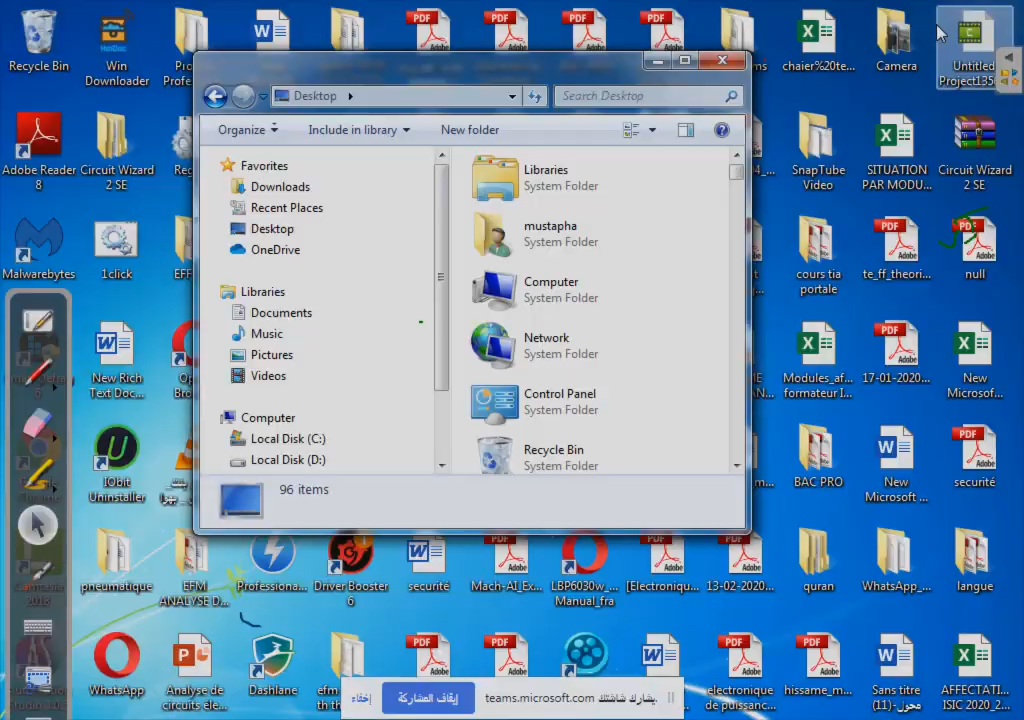 Recycle Bin
Win Downloader
chaier%20te...
Camera
Untitled
Desktop
Search Desktop
Organize
Include in library
New folder
Favorites
Downloads
Recent Places
Desktop
OneDrive
Libraries
Documents
Music
Pictures
Videos
Computer
Local Disk (C:)
Local Disk (D:)
Libraries
System Folder
mustapha
System Folder
Computer
System Folder
Network
System Folder
Control Panel
System Folder
Recycle Bin
System Folder
96 items
Adobe Reader 8
Circuit Wizard 2 SE
SnapTube Video
SITUATION PAR MODU...
Circuit Wizard 2 SE
Malwarebytes
1click
cours tia portale
te_ff_theori...
null
New Rich Text Doc...
Modules_af... formateur I...
17-01-2020...
New Microsof...
IObit Uninstaller
BAC PRO
New Microsoft ...
securité
pneumatique
EFM ANALYSE D...
Professiona...
Driver Booster 6
securité
Mach-AI_Ex...
LBP6030w_... Manual_fra
[Electroniqu...
13-02-2020...
quran
WhatsApp_...
langue
WhatsApp
Analyse de circuits éle...
Dashlane
electronique de puissanc...
hissame_m...
Sans titre
محول-(11)
AFFECTATI... ISIC 2020_2...
يشارك شاشتك teams.microsoft.com
إيقاف المشاركة
إخفاء